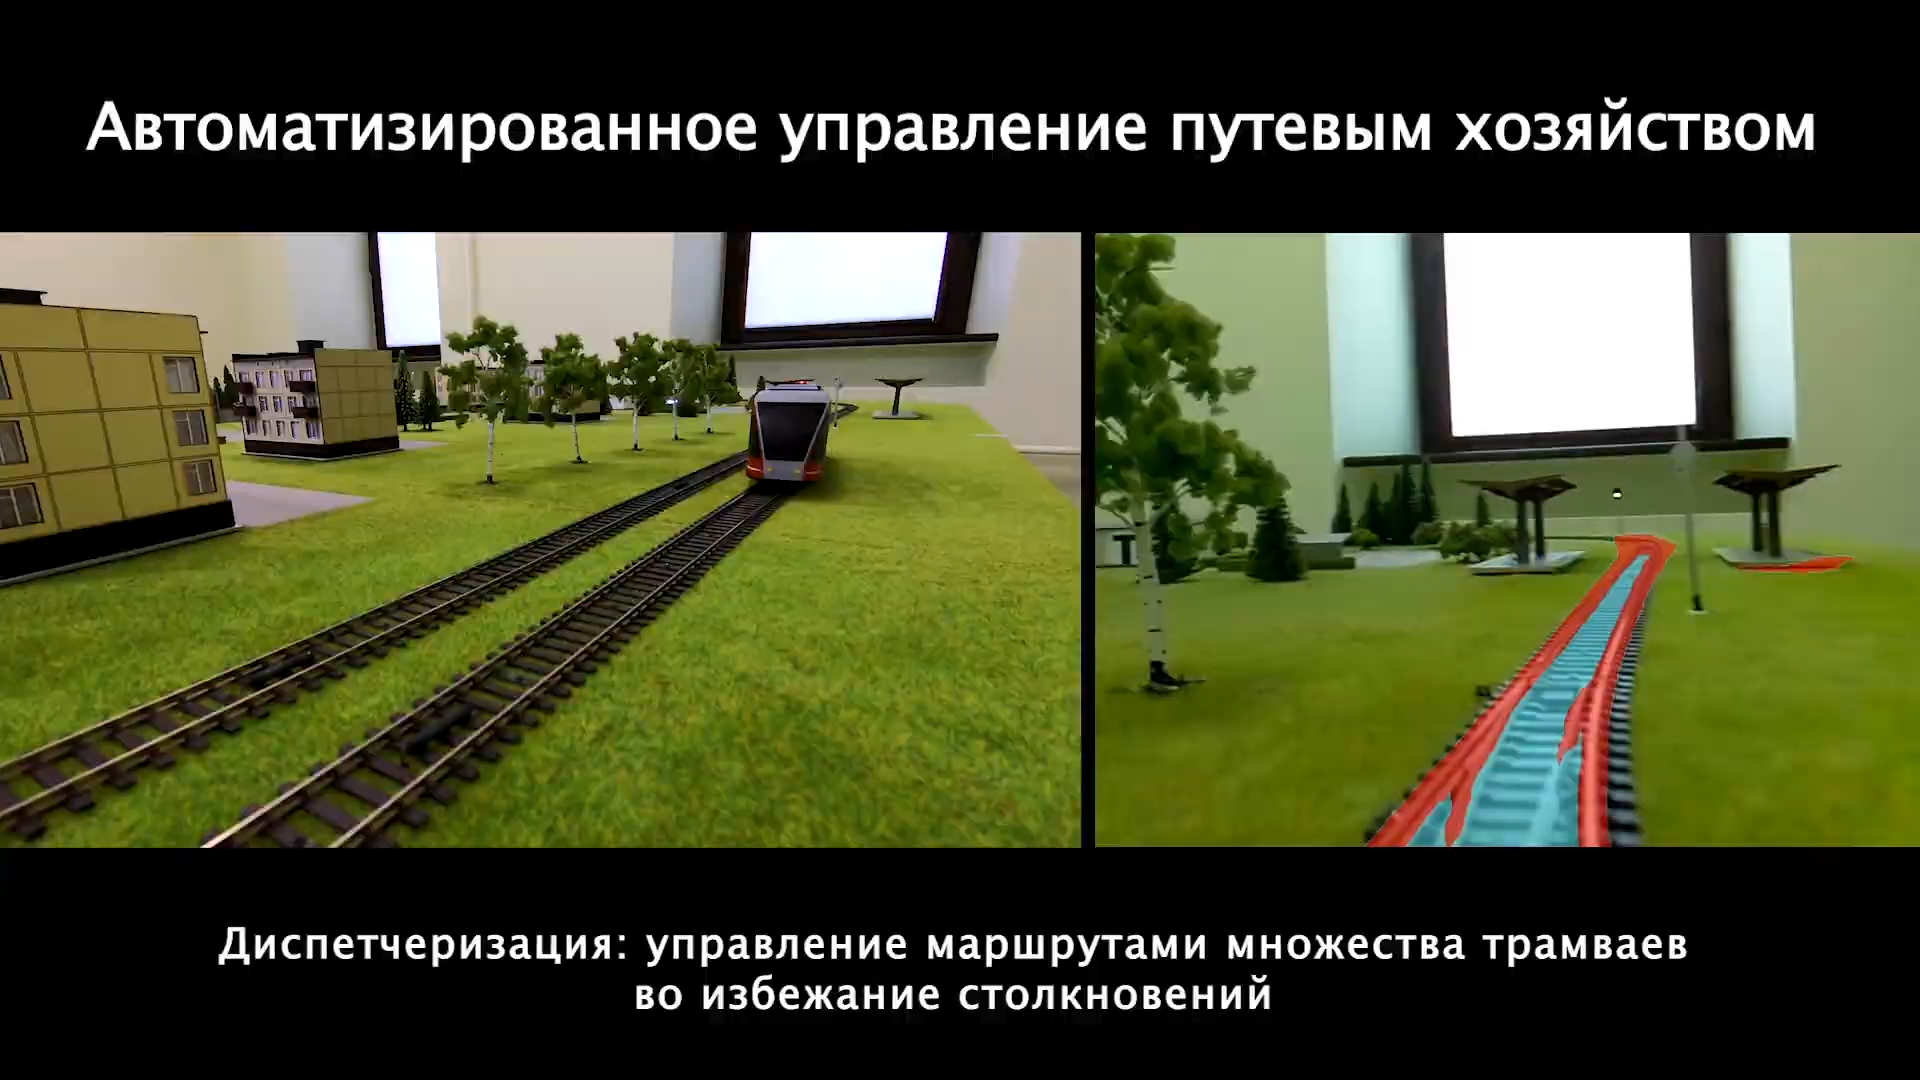 Автоматизированное управление путевым хозяйством
Диспетчеризация: управление маршрутами множества трамваев
во избежание столкновений